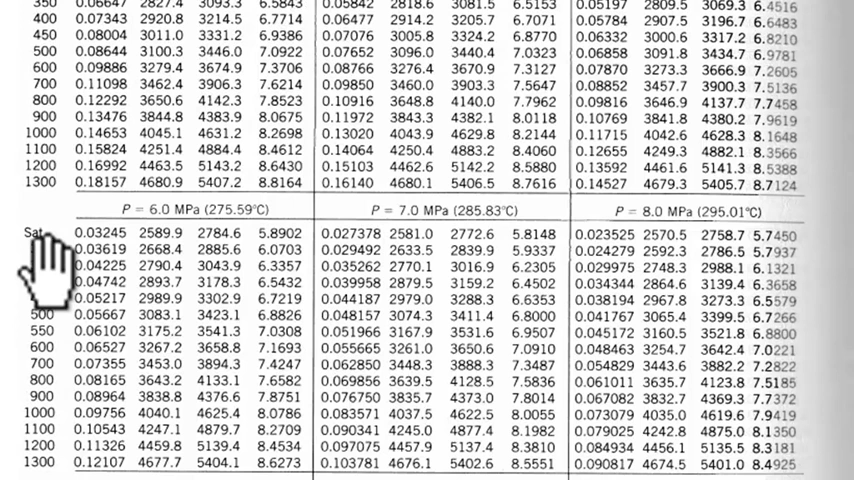 350 0.06647 2827.4 3093.3 6.5843 0.05842 2818.6 3081.5 6.5153 0.05197 2809.5 3069.3 6.4516
400 0.07343 2920.8 3214.5 6.7714 0.06477 2914.2 3205.7 6.7071 0.05784 2907.5 3196.7 6.6483
450 0.08004 3011.0 3331.2 6.9386 0.07076 3005.8 3324.2 6.8770 0.06332 3000.6 3317.2 6.8210
500 0.08644 3100.3 3446.0 7.0922 0.07652 3096.0 3440.4 7.0323 0.06858 3091.8 3434.7 6.9781
600 0.09886 3279.4 3674.9 7.3706 0.08766 3276.4 3670.9 7.3127 0.07870 3273.3 3666.9 7.2605
700 0.11098 3462.4 3906.3 7.6214 0.09850 3460.0 3903.3 7.5647 0.08852 3457.7 3900.3 7.5136
800 0.12292 3650.6 4142.3 7.8523 0.10916 3648.8 4140.0 7.7962 0.09816 3646.9 4137.7 7.7458
900 0.13476 3844.8 4383.9 8.0675 0.11972 3843.3 4382.1 8.0118 0.10769 3841.8 4380.2 7.9619
1000 0.14653 4045.1 4631.2 8.2698 0.13020 4043.9 4629.8 8.2144 0.11715 4042.6 4628.3 8.1648
1100 0.15824 4251.4 4884.4 8.4612 0.14064 4250.4 4883.2 8.4060 0.12655 4249.3 4882.1 8.3566
1200 0.16992 4463.5 5143.2 8.6430 0.15103 4462.6 5142.2 8.5880 0.13592 4461.6 5141.3 8.5388
1300 0.18157 4680.9 5407.2 8.8164 0.16140 4680.1 5406.5 8.7616 0.14527 4679.3 5405.7 8.7124
P = 6.0 MPa (275.59°C) P = 7.0 MPa (285.83°C) P = 8.0 MPa (295.01°C)
Sat. 0.03245 2589.9 2784.6 5.8902 0.027378 2581.0 2772.6 5.8148 0.023525 2570.5 2758.7 5.7450
0.03619 2668.4 2885.6 6.0703 0.029492 2633.5 2839.9 5.9337 0.024279 2592.3 2786.5 5.7937
0.04225 2790.4 3043.9 6.3357 0.035262 2770.1 3016.9 6.2305 0.029975 2748.3 2988.1 6.1321
0.04742 2893.7 3178.3 6.5432 0.039958 2879.5 3159.2 6.4502 0.034344 2864.6 3139.4 6.3658
0.05217 2989.9 3302.9 6.7219 0.044187 2979.0 3288.3 6.6353 0.038194 2967.8 3273.3 6.5579
500 0.05667 3083.1 3423.1 6.8826 0.048157 3074.3 3411.4 6.8000 0.041767 3065.4 3399.5 6.7266
550 0.06102 3175.2 3541.3 7.0308 0.051966 3167.9 3531.6 6.9507 0.045172 3160.5 3521.8 6.8800
600 0.06527 3267.2 3658.8 7.1693 0.055665 3261.0 3650.6 7.0910 0.048463 3254.7 3642.4 7.0221
700 0.07355 3453.0 3894.3 7.4247 0.062850 3448.3 3888.3 7.3487 0.054829 3443.6 3882.2 7.2822
800 0.08165 3643.2 4133.1 7.6582 0.069856 3639.5 4128.5 7.5836 0.061011 3635.7 4123.8 7.5185
900 0.08964 3838.8 4376.6 7.8751 0.076750 3835.7 4373.0 7.8014 0.067082 3832.7 4369.3 7.7372
1000 0.09756 4040.1 4625.4 8.0786 0.083571 4037.5 4622.5 8.0055 0.073079 4035.0 4619.6 7.9419
1100 0.10543 4247.1 4879.7 8.2709 0.090341 4245.0 4877.4 8.1982 0.079025 4242.8 4875.0 8.1350
1200 0.11326 4459.8 5139.4 8.4534 0.097075 4457.9 5137.4 8.3810 0.084934 4456.1 5135.5 8.3181
1300 0.12107 4677.7 5404.1 8.6273 0.103781 4676.1 5402.6 8.5551 0.090817 4674.5 5401.0 8.4925